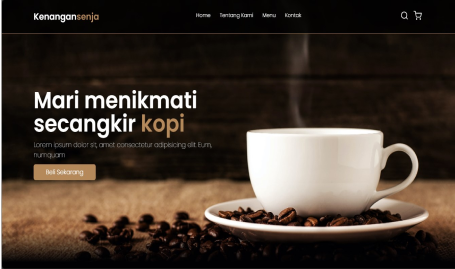 Kenangansenja
Home Tentang Kami Menu Kontak
Mari menikmati
secangkir kopi
Lorem ipsum dolor sit, amet consectetur adipisicing elit. Eum,
numquam
Beli Sekarang